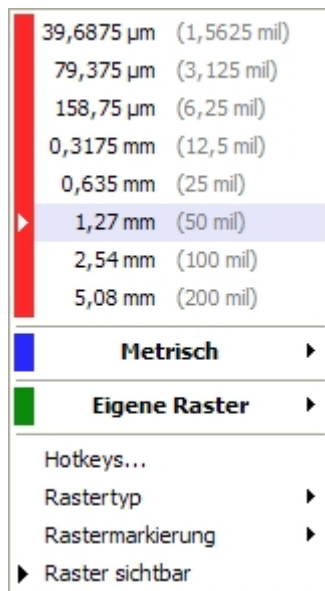 39,6875 µm (1,5625 mil)
79,375 µm (3,125 mil)
158,75 µm (6,25 mil)
0,3175 mm (12,5 mil)
0,635 mm (25 mil)
1,27 mm (50 mil)
2,54 mm (100 mil)
5,08 mm (200 mil)
Metrisch
Eigene Raster
Hotkeys...
Rastertyp
Rastermarkierung
Raster sichtbar